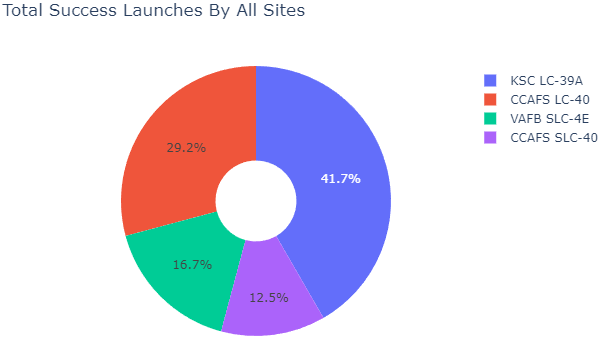 Total Success Launches By All Sites
KSC LC-39A
CCAFS LC-40
VAFB SLC-4E
CCAFS SLC-40
29.2%
41.7%
16.7%
12.5%